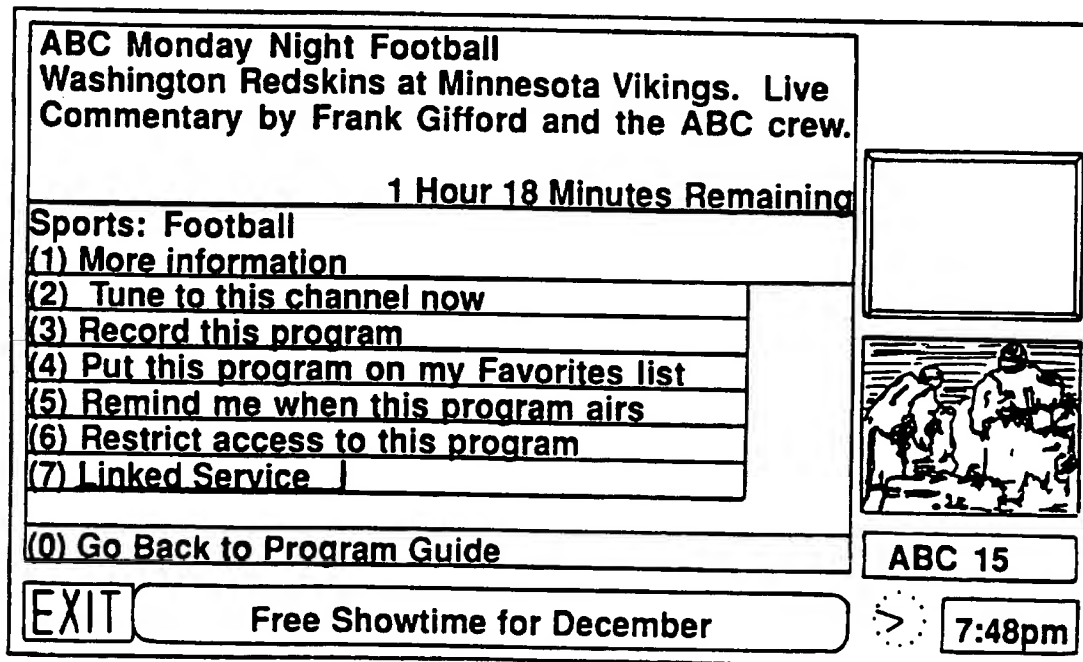 ABC Monday Night Football
Washington Redskins at Minnesota Vikings. Live
Commentary by Frank Gifford and the ABC crew.
1 Hour 18 Minutes Remaining
Sports: Football
(1) More information
(2) Tune to this channel now
(3) Record this program
(4) Put this program on my Favorites list
(5) Remind me when this program airs
(6) Restrict access to this program
(7) Linked Service
(0) Go Back to Program Guide
ABC 15
EXIT
Free Showtime for December
7:48pm